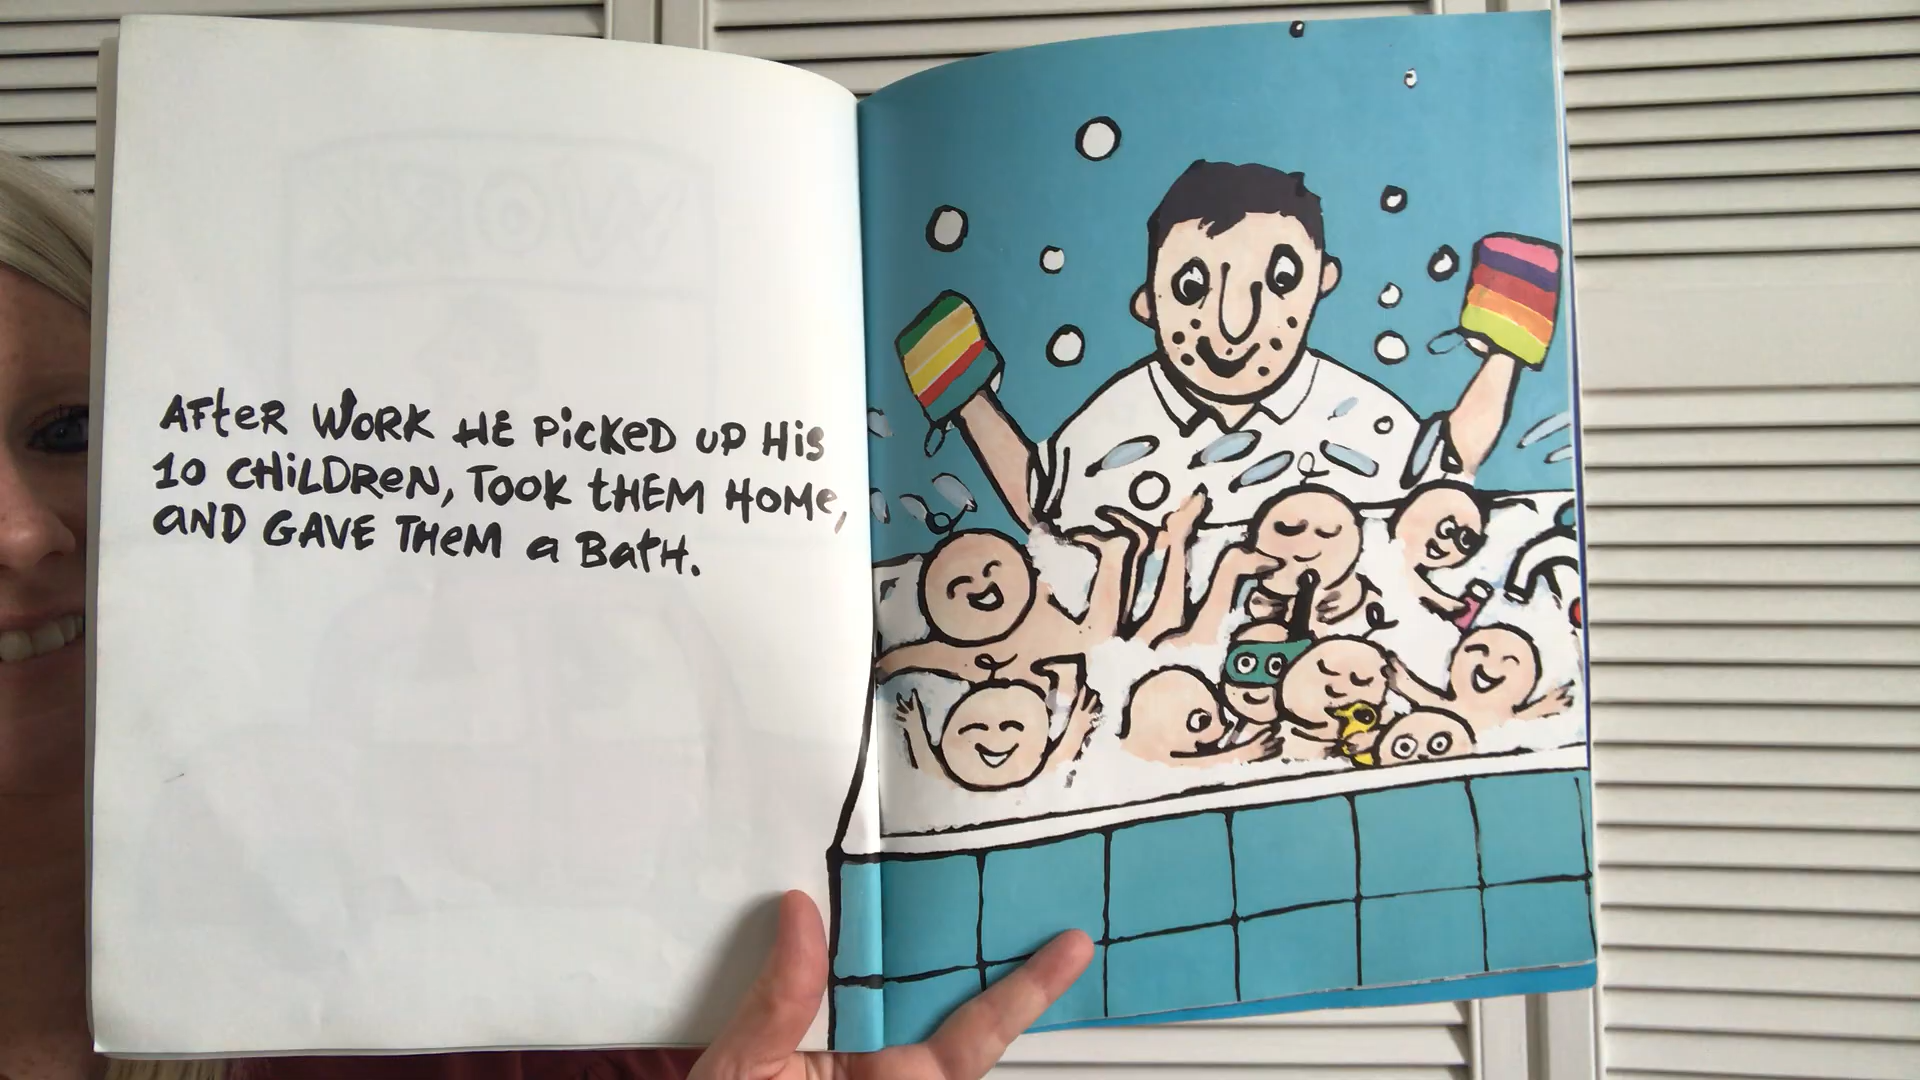 AFTER WORK HE PiCKED UP HiS
10 CHiLDREN, TOOK tHEM HOMe,
aND GAVE THeM a BatH.